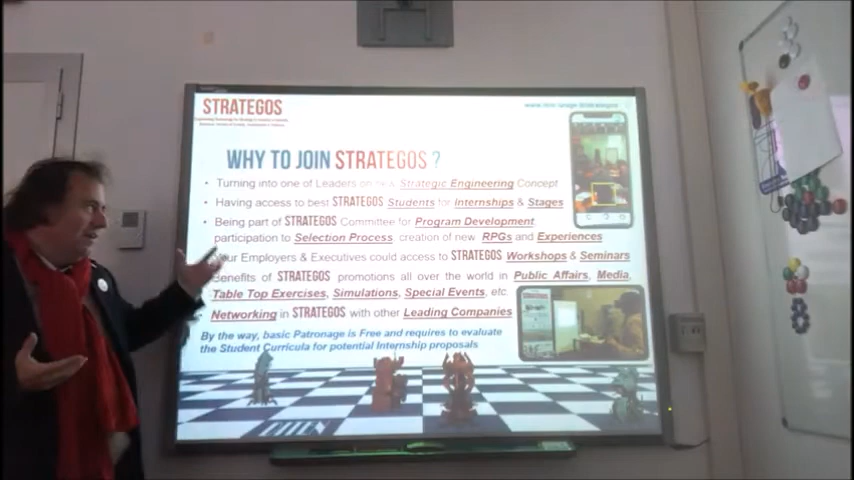 STRATEGOS
WHY TO JOIN STRATEGOS ?
• Turning into one of Leaders on new Strategic Engineering Concept
• Having access to best STRATEGOS Students for Internships & Stages
• Being part of STRATEGOS Committee for Program Development
participation to Selection Process, creation of new RPGs and Experiences
Your Employers & Executives could access to STRATEGOS Workshops & Seminars
Benefits of STRATEGOS promotions all over the world in Public Affairs, Media,
Table Top Exercises, Simulations, Special Events, etc
Networking in STRATEGOS with other Leading Companies
By the way, basic Patronage is Free and requires to evaluate
the Student Curricula for potential Internship proposals